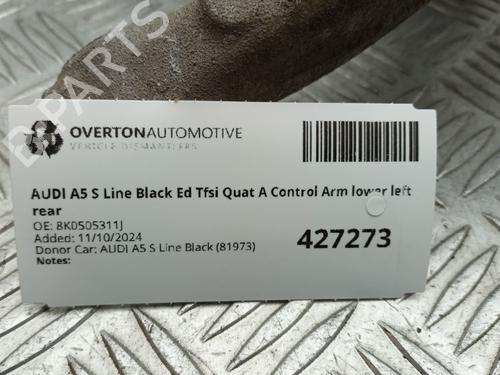 B-PARTS
OVERTONAUTOMOTIVE
VEHICLE DISMANTLERS
AUDI A5 S Line Black Ed Tfsi Quat A Control Arm lower left
rear
OE: 8K0505311J
Added: 11/10/2024
Donor Car: AUDI A5 S Line Black (81973)
Notes:
427273